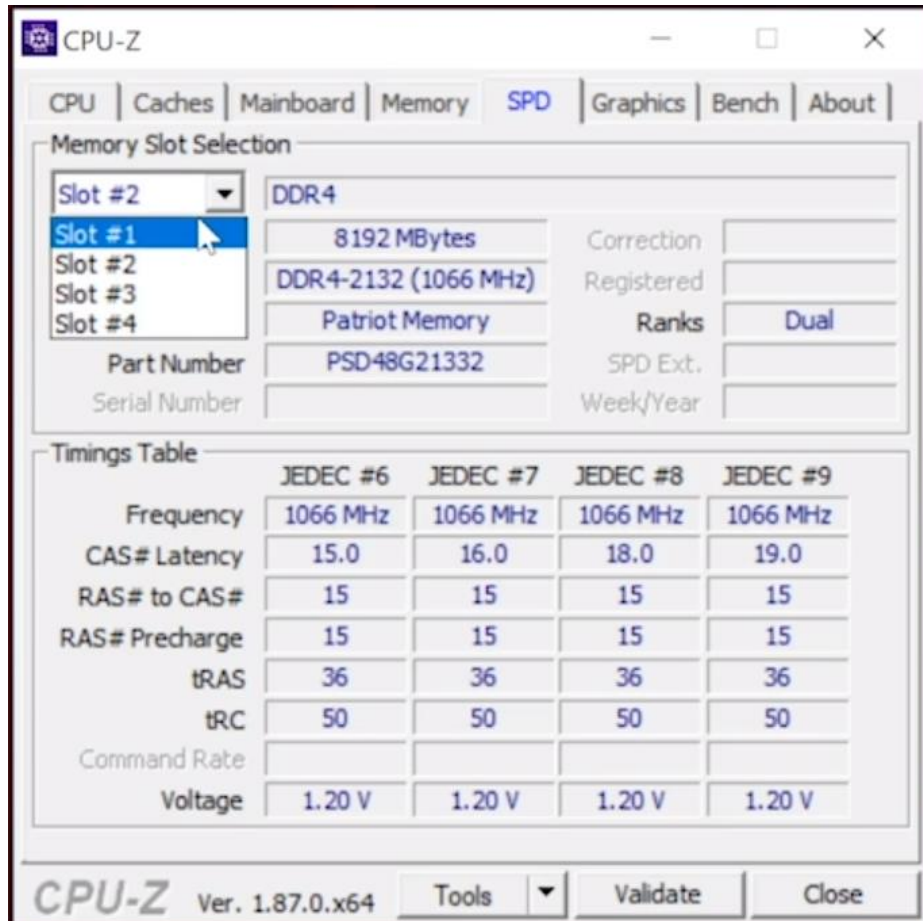 CPU-Z
CPU Caches Mainboard Memory SPD Graphics Bench About
Memory Slot Selection
Slot #2 DDR4
Slot #1 8192 MBytes Correction
Slot #2 DDR4-2132 (1066 MHz) Registered
Slot #3
Slot #4 Patriot Memory Ranks Dual
Part Number PSD48G21332 SPD Ext.
Serial Number Week/Year
Timings Table
JEDEC #6 JEDEC #7 JEDEC #8 JEDEC #9
Frequency 1066 MHz 1066 MHz 1066 MHz 1066 MHz
CAS# Latency 15.0 16.0 18.0 19.0
RAS# to CAS# 15 15 15 15
RAS# Precharge 15 15 15 15
tRAS 36 36 36 36
tRC 50 50 50 50
Command Rate
Voltage 1.20 V 1.20 V 1.20 V 1.20 V
CPU-Z Ver. 1.87.0.x64 Tools Validate Close